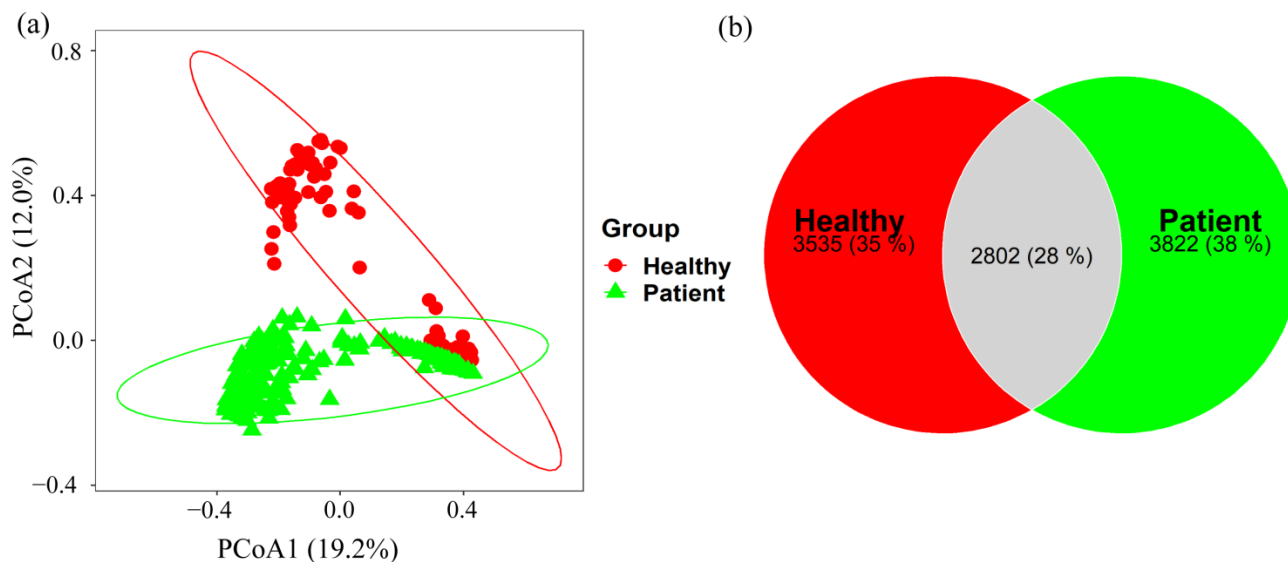 (a)
0.8
0.4
0.0
−0.4
PCoA2 (12.0%)
−0.4
0.0
0.4
PCoA1 (19.2%)
Group
Healthy
Patient
(b)
Healthy
3535 (35 %)
2802 (28 %)
Patient
3822 (38 %)